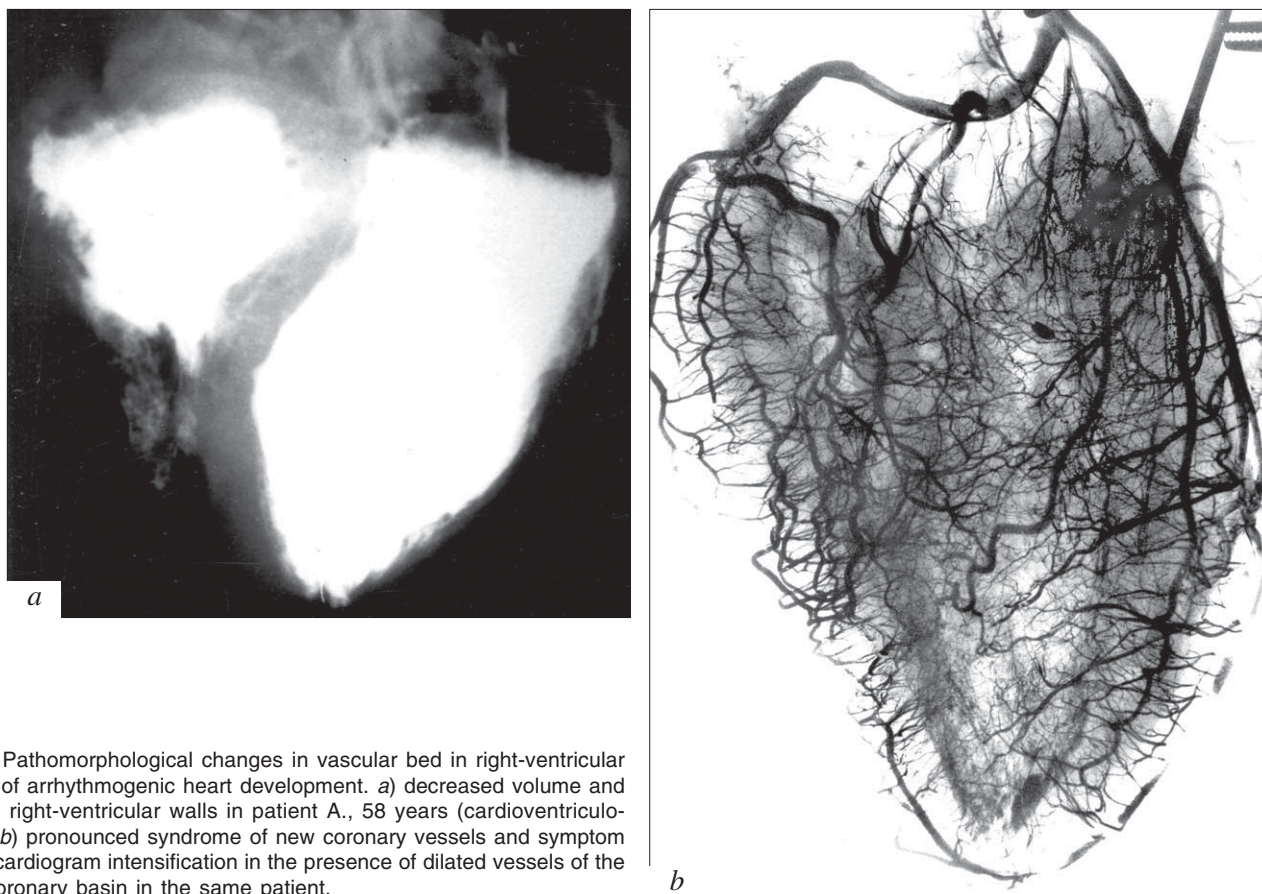 a
b
Pathomorphological changes in vascular bed in right-ventricular
of arrhythmogenic heart development. a) decreased volume and
right-ventricular walls in patient A., 58 years (cardioventriculo-
b) pronounced syndrome of new coronary vessels and symptom
cardiogram intensification in the presence of dilated vessels of the
oronary basin in the same patient.